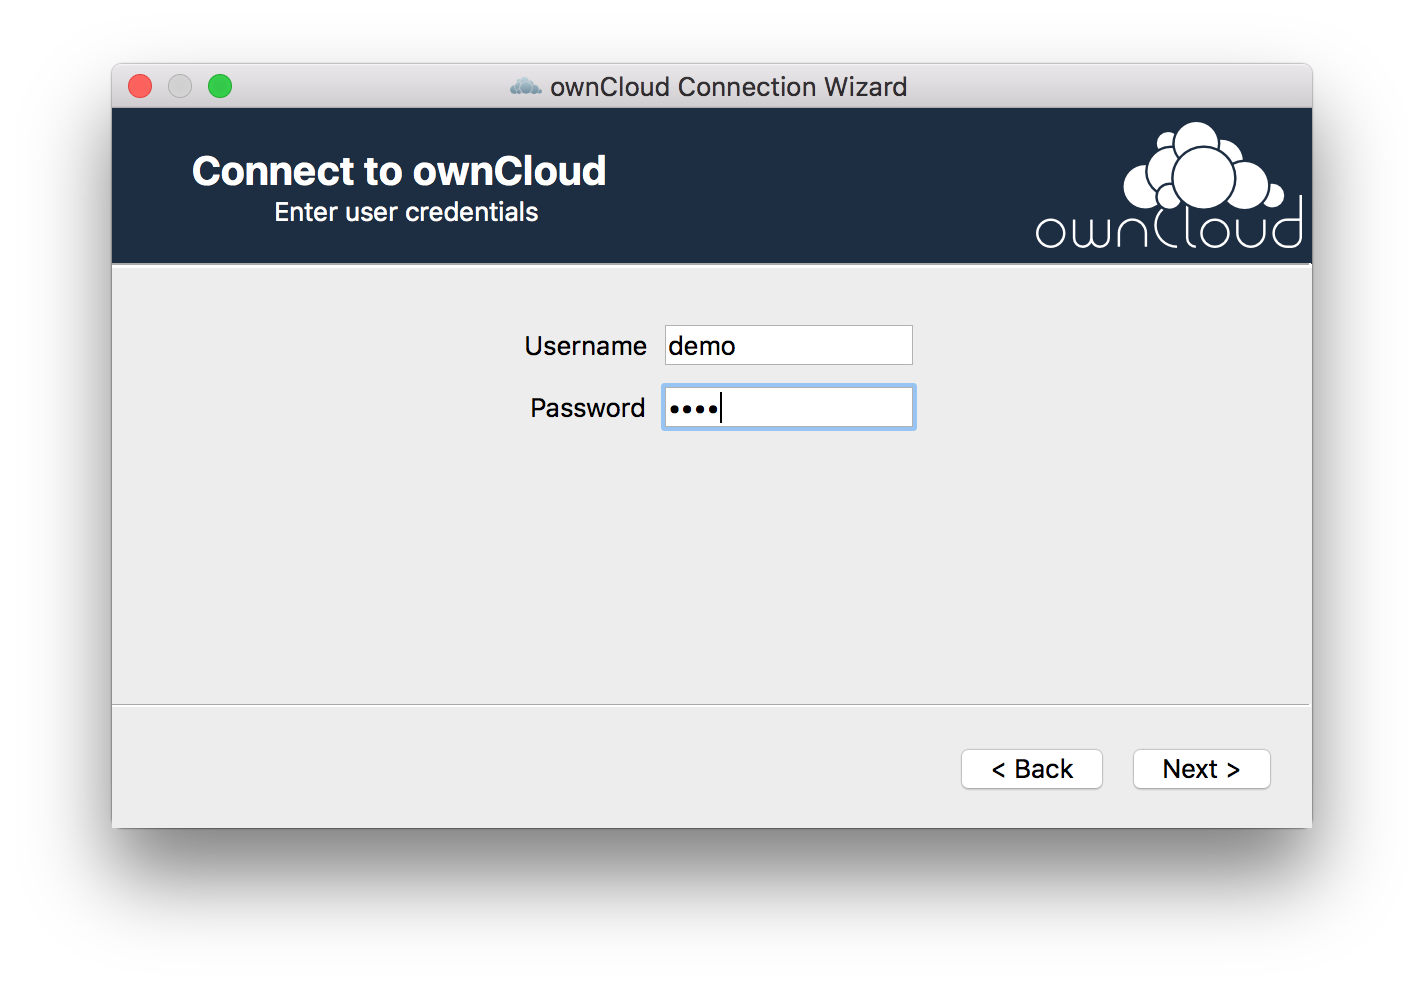 ownCloud Connection Wizard
Connect to ownCloud
Enter user credentials
ownCloud
Username demo
Password ••••
< Back Next >